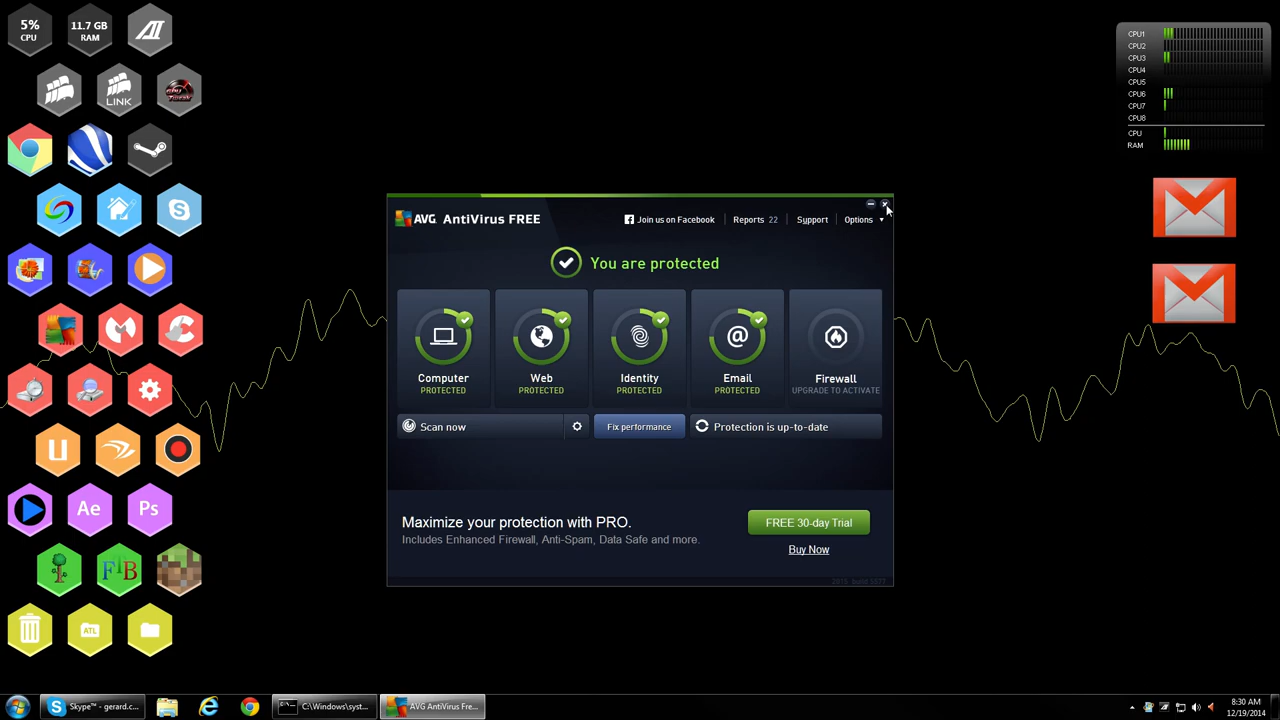 5%
CPU
11.7 GB
RAM
LINK
GPU
TWEAK
U
Ae
Ps
FTB
ATL
CPU1
CPU2
CPU3
CPU4
CPU5
CPU6
CPU7
CPU8
CPU
RAM
AVG AntiVirus FREE
Join us on Facebook
Reports 22
Support
Options
You are protected
Computer
PROTECTED
Web
PROTECTED
Identity
PROTECTED
@
Email
PROTECTED
Firewall
UPGRADE TO ACTIVATE
Scan now
Fix performance
Protection is up-to-date
Maximize your protection with PRO.
Includes Enhanced Firewall, Anti-Spam, Data Safe and more.
FREE 30-day Trial
Buy Now
Skype™ - gerard.c...
C:\Windows\syst...
AVG AntiVirus Fre...
8:30 AM
12/19/2014